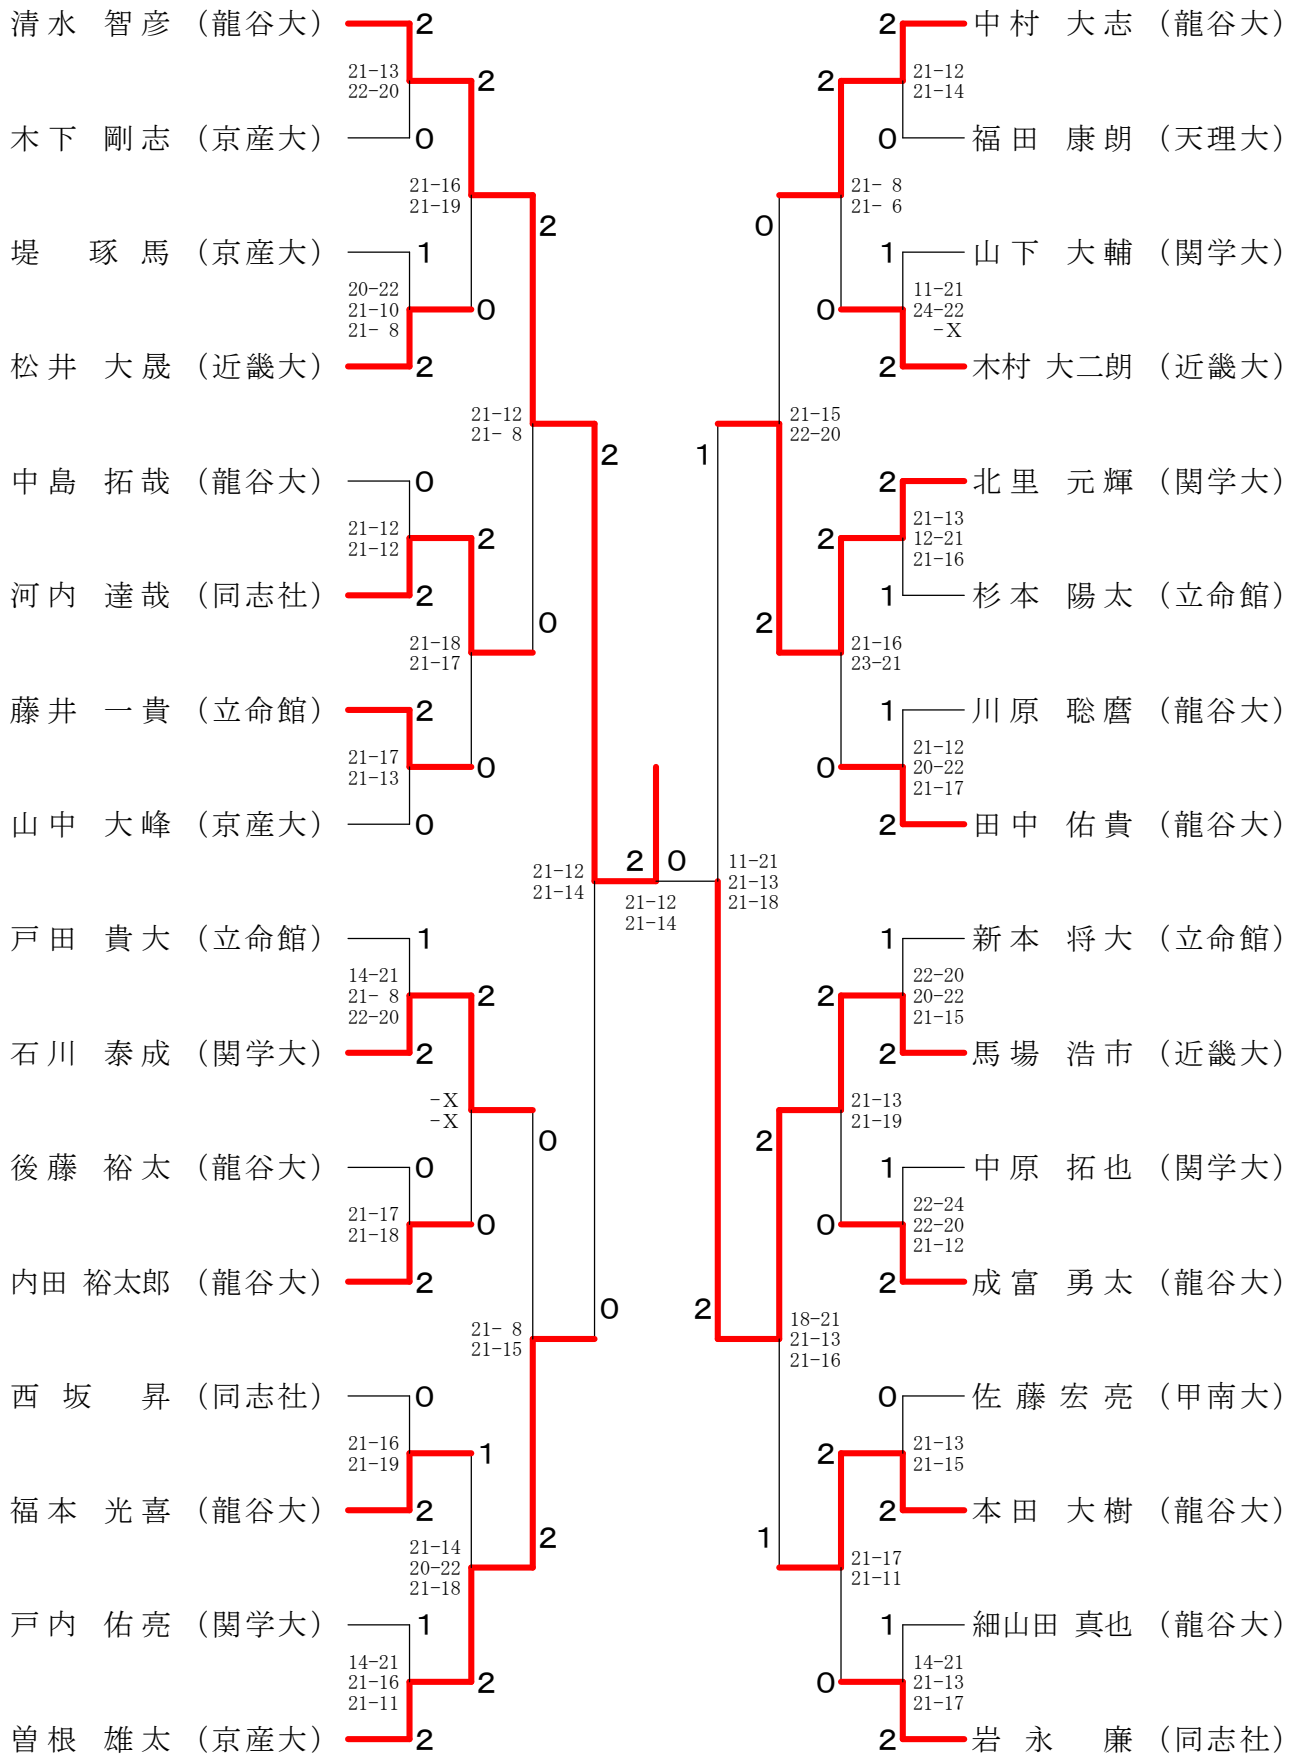 清水 智彦 (龍谷大) 2
21-13
22-20
2
木下 剛志 (京産大) 0
21-16
21-19
2
堤 琢馬 (京産大) 1
20-22
21-10
21- 8
0
松井 大晟 (近畿大) 2
21-12
21- 8
2
中島 拓哉 (龍谷大) 0
21-12
21-12
2
河内 達哉 (同志社) 2
0
21-18
21-17
藤井 一貴 (立命館) 2
21-17
21-13
0
山中 大峰 (京産大) 0
21-12
21-14
2 0
21-12
21-14
戸田 貴大 (立命館) 1
14-21
21- 8
22-20
2
石川 泰成 (関学大) 2
-X
-X
0
後藤 裕太 (龍谷大) 0
21-17
21-18
0
内田 裕太郎 (龍谷大) 2
0
21- 8
21-15
西坂 昇 (同志社) 0
21-16
21-19
1
福本 光喜 (龍谷大) 2
21-14
20-22
21-18
2
戸内 佑亮 (関学大) 1
14-21
21-16
21-11
2
曽根 雄太 (京産大) 2
2 中村 大志 (龍谷大)
2
21-12
21-14
0 福田 康朗 (天理大)
21- 8
21- 6
0
1 山下 大輔 (関学大)
11-21
24-22
-X
0
2 木村 大二朗 (近畿大)
21-15
22-20
1
2 北里 元輝 (関学大)
21-13
12-21
21-16
2
1 杉本 陽太 (立命館)
2
21-16
23-21
1 川原 聡麿 (龍谷大)
21-12
20-22
21-17
0
2 田中 佑貴 (龍谷大)
11-21
21-13
21-18
1 新本 将大 (立命館)
22-20
20-22
21-15
2
2 馬場 浩市 (近畿大)
21-13
21-19
2
1 中原 拓也 (関学大)
22-24
22-20
21-12
0
2 成富 勇太 (龍谷大)
2
18-21
21-13
21-16
0 佐藤宏亮 (甲南大)
21-13
21-15
2
2 本田 大樹 (龍谷大)
1
21-17
21-11
1 細山田 真也 (龍谷大)
14-21
21-13
21-17
0
2 岩永 廉 (同志社)